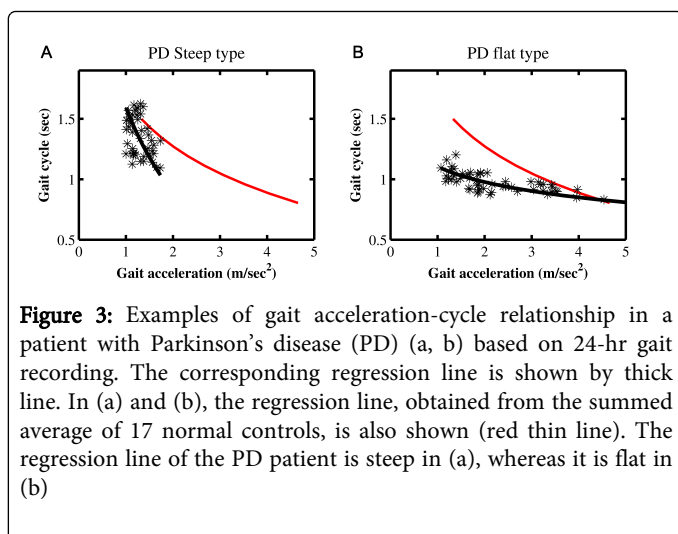 A PD Steep type
B PD flat type
Gait cycle (sec)
1.5
1
0.5
0 1 2 3 4 5
Gait acceleration (m/sec²)
Gait cycle (sec)
1.5
1
0.5
0 1 2 3 4 5
Gait acceleration (m/sec²)
Figure 3: Examples of gait acceleration-cycle relationship in a
patient with Parkinson's disease (PD) (a, b) based on 24-hr gait
recording. The corresponding regression line is shown by thick
line. In (a) and (b), the regression line, obtained from the summed
average of 17 normal controls, is also shown (red thin line). The
regression line of the PD patient is steep in (a), whereas it is flat in
(b)